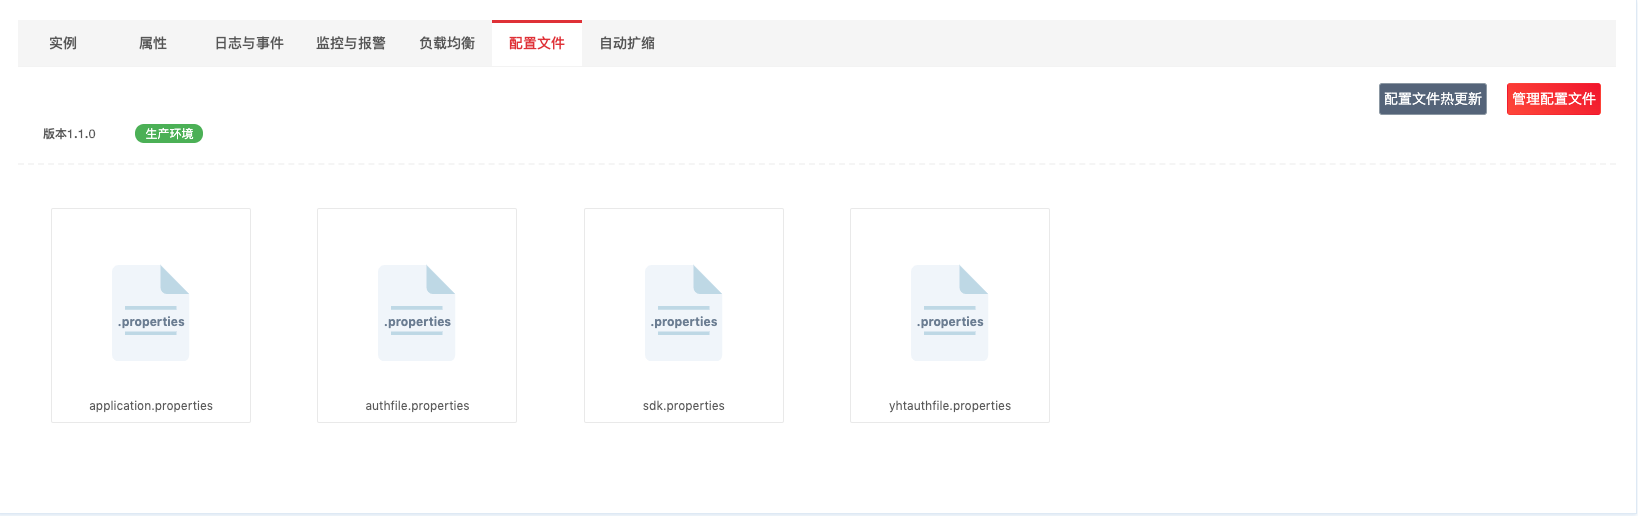 实例 属性 日志与事件 监控与报警 负载均衡 配置文件 自动扩缩
配置文件热更新 管理配置文件
版本1.1.0 生产环境
.properties .properties .properties .properties
application.properties authfile.properties sdk.properties yhtauthfile.properties